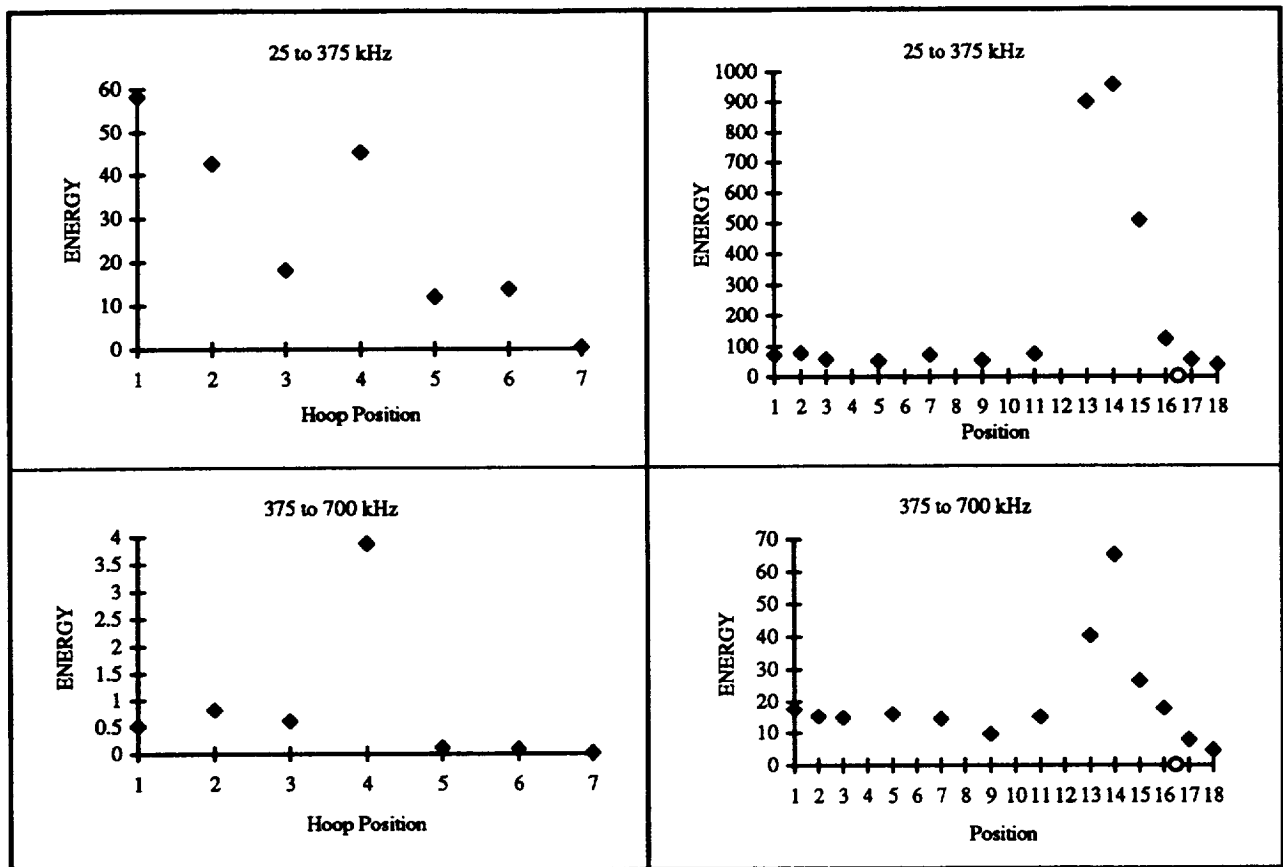 25 to 375 kHz
60
50
40
30
20
10
0
ENERGY
1 2 3 4 5 6 7
Hoop Position
25 to 375 kHz
1000
900
800
700
600
500
400
300
200
100
0
ENERGY
1 2 3 4 5 6 7 8 9 10 11 12 13 14 15 16 17 18
Position
375 to 700 kHz
4
3.5
3
2.5
2
1.5
1
0.5
0
ENERGY
1 2 3 4 5 6 7
Hoop Position
375 to 700 kHz
70
60
50
40
30
20
10
0
ENERGY
1 2 3 4 5 6 7 8 9 10 11 12 13 14 15 16 17 18
Position